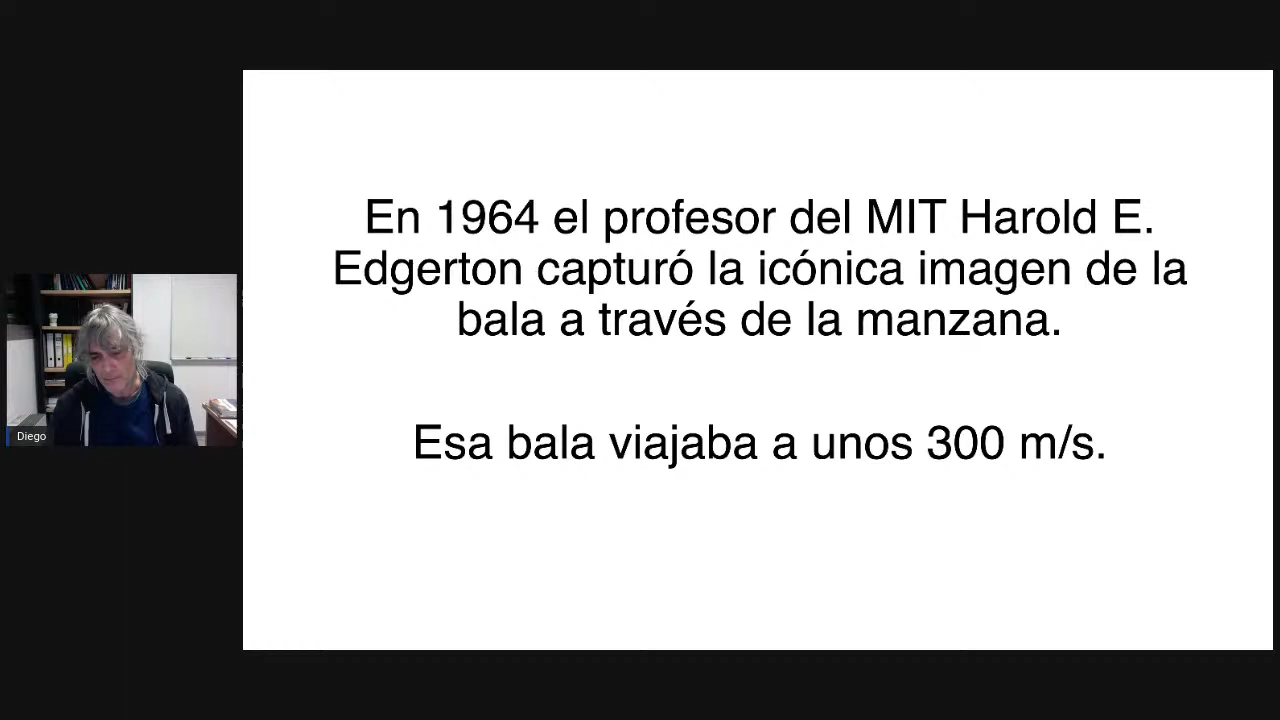 En 1964 el profesor del MIT Harold E.
Edgerton capturó la icónica imagen de la
bala a través de la manzana.
Esa bala viajaba a unos 300 m/s.
Diego